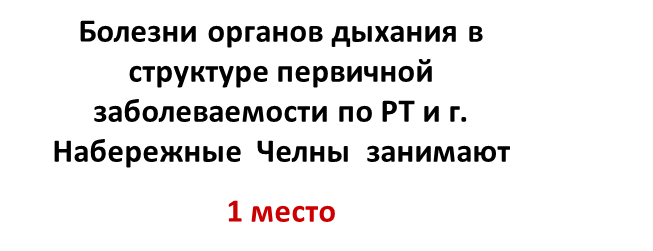 Болезни органов дыхания в
структуре первичной
заболеваемости по РТ и г.
Набережные Челны занимают
1 место